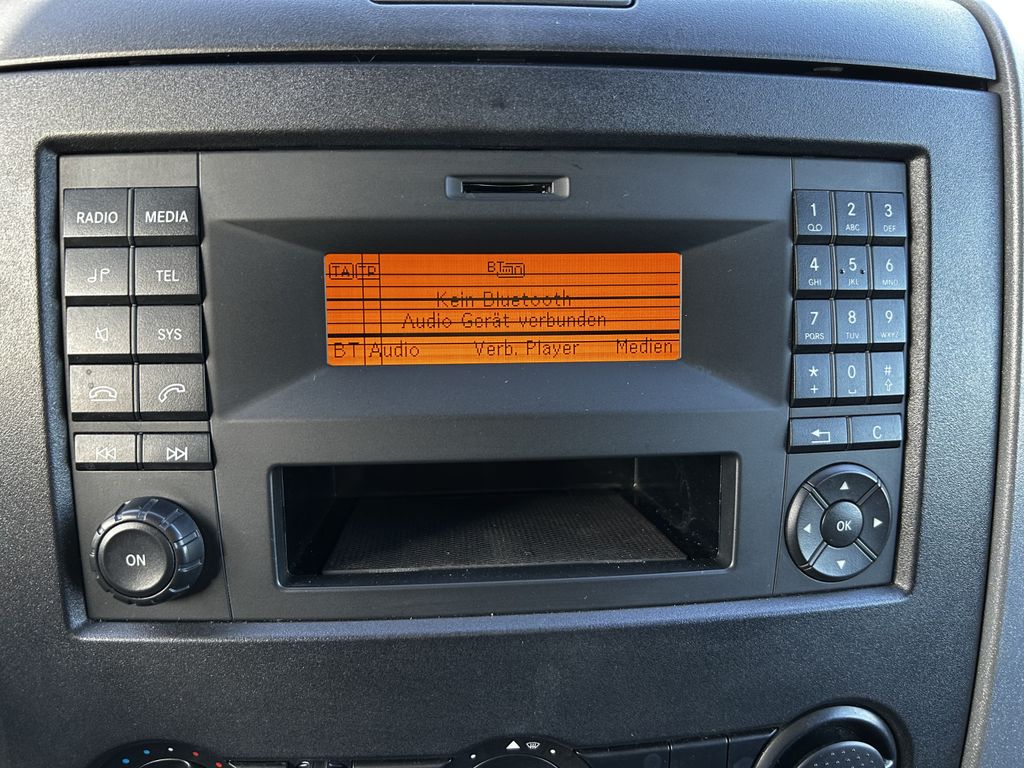 RADIO MEDIA
TEL
SYS
ON
TA TP BT
Kein Bluetooth
Audio Gerät verbunden
BT Audio Verb. Player Medien
1 2 ABC 3 DEF
4 GHI 5 JKL 6 MNO
7 PQRS 8 TUV 9 WXYZ
* + 0 #
C
OK